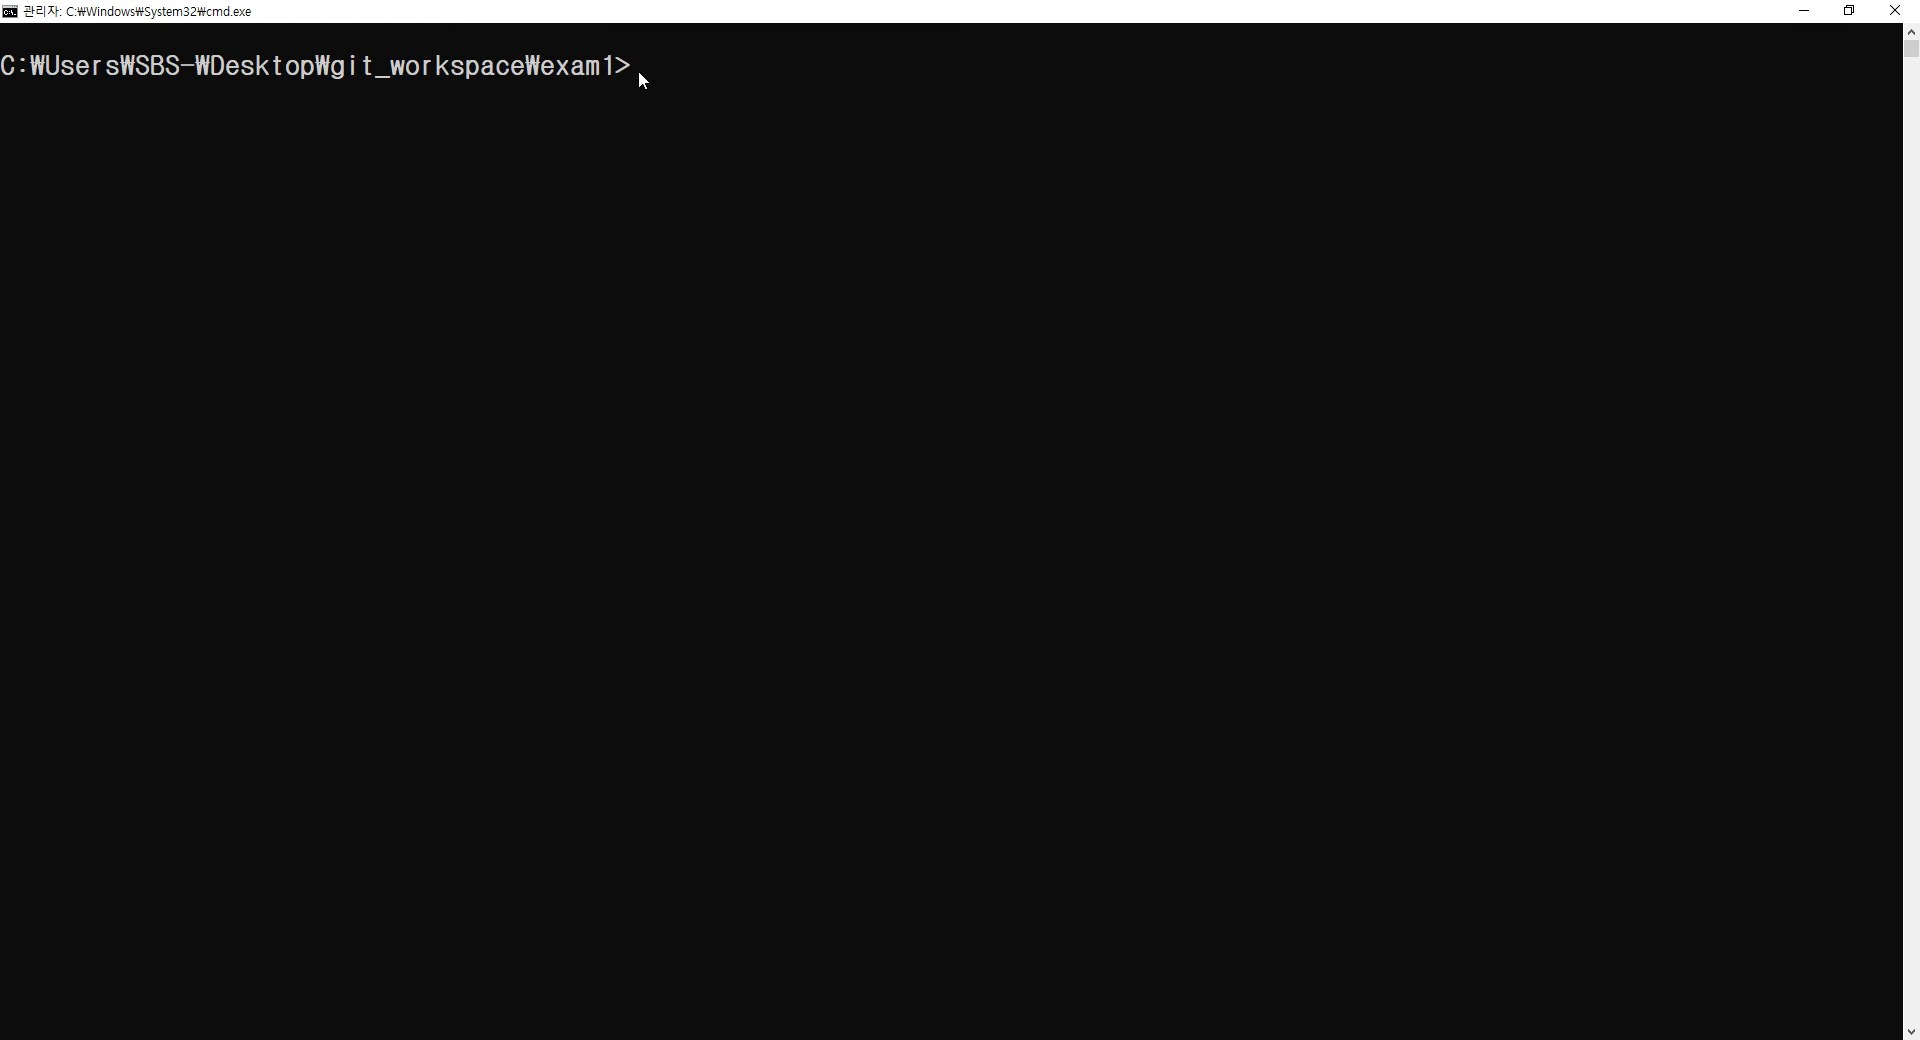 관리자: C:₩Windows₩System32₩cmd.exe
C:₩Users₩SBS-₩Desktop₩git_workspace₩exam1>